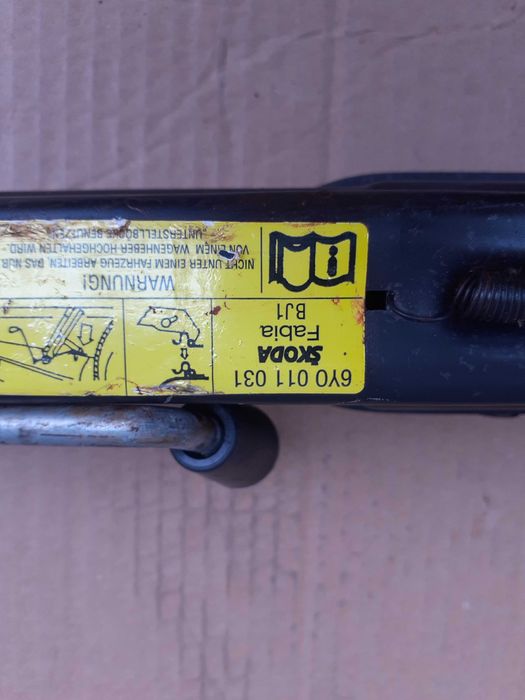 6Y0 011 031
ŠKODA
Fabia
BJ1
i
WARNUNG!
NICHT UNTER EINEM FAHRZEUG ARBEITEN, DAS NUR
VON EINEM WAGENHEBER HOCHGEHALTEN WIRD.
UNTERSTELLBÖCKE BENUTZEN